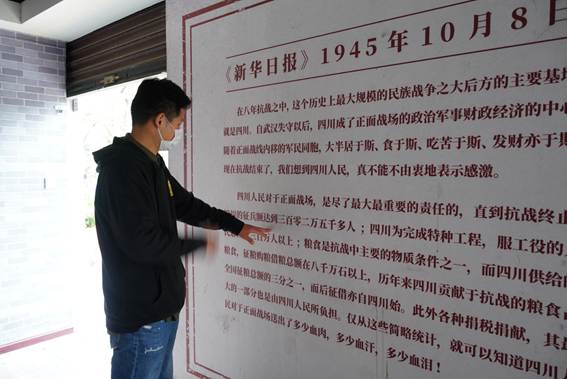 《新华日报》1945年10月8日
在八年抗战之中，这个历史上最大规模的民族战争之大后方的主要基
就是四川。自武汉失守以后，四川成了正面战场的政治军事财政经济的中
随着正面战线内移的军民同胞，大半居于斯、食于斯、吃苦于斯、发财亦于斯
现在抗战结束了，我们想到四川人民，真不能不由衷地表示感激。
四川人民对于正面战场，是尽了最大最重要的责任的，直到抗战终止
的征兵额达到三百零二万五千多人；四川为完成特种工程，服工役的
百万人以上；粮食是抗战中主要的物质条件之一，而四川供给的
粮食，征粮购粮借粮总额在八千万石以上，历年来四川贡献于抗战的粮食
全国征粮总额的三分之一，而后征借亦自四川始。此外各种捐税捐献，其
大的一部分也是由四川人民所负担。仅从这些简略统计，就可以知道四川人
民对于正面战场送出了多少血肉，多少血汗，多少血泪！